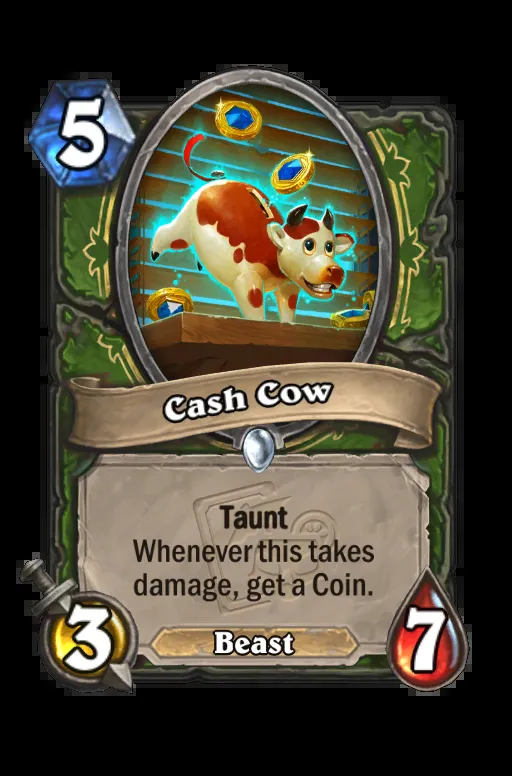 5
Cash Cow
Taunt
Whenever this takes
damage, get a Coin.
3
Beast
7